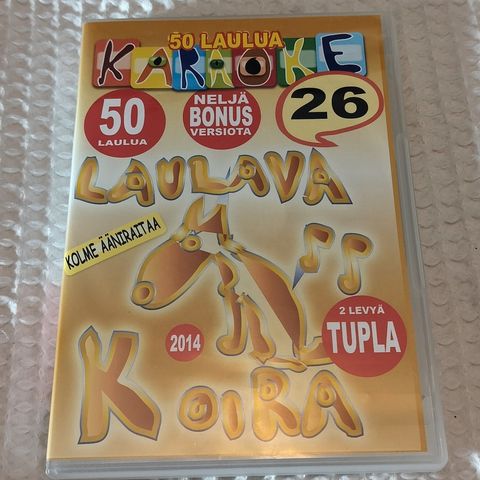 50 LAULUA
KARAOKE
50
LAULUA
NELJÄ
BONUS
VERSIOTA
26
LAULAVA
KOLME ÄÄNIRAITAA
2014
2 LEVYÄ
TUPLA
KOIRA